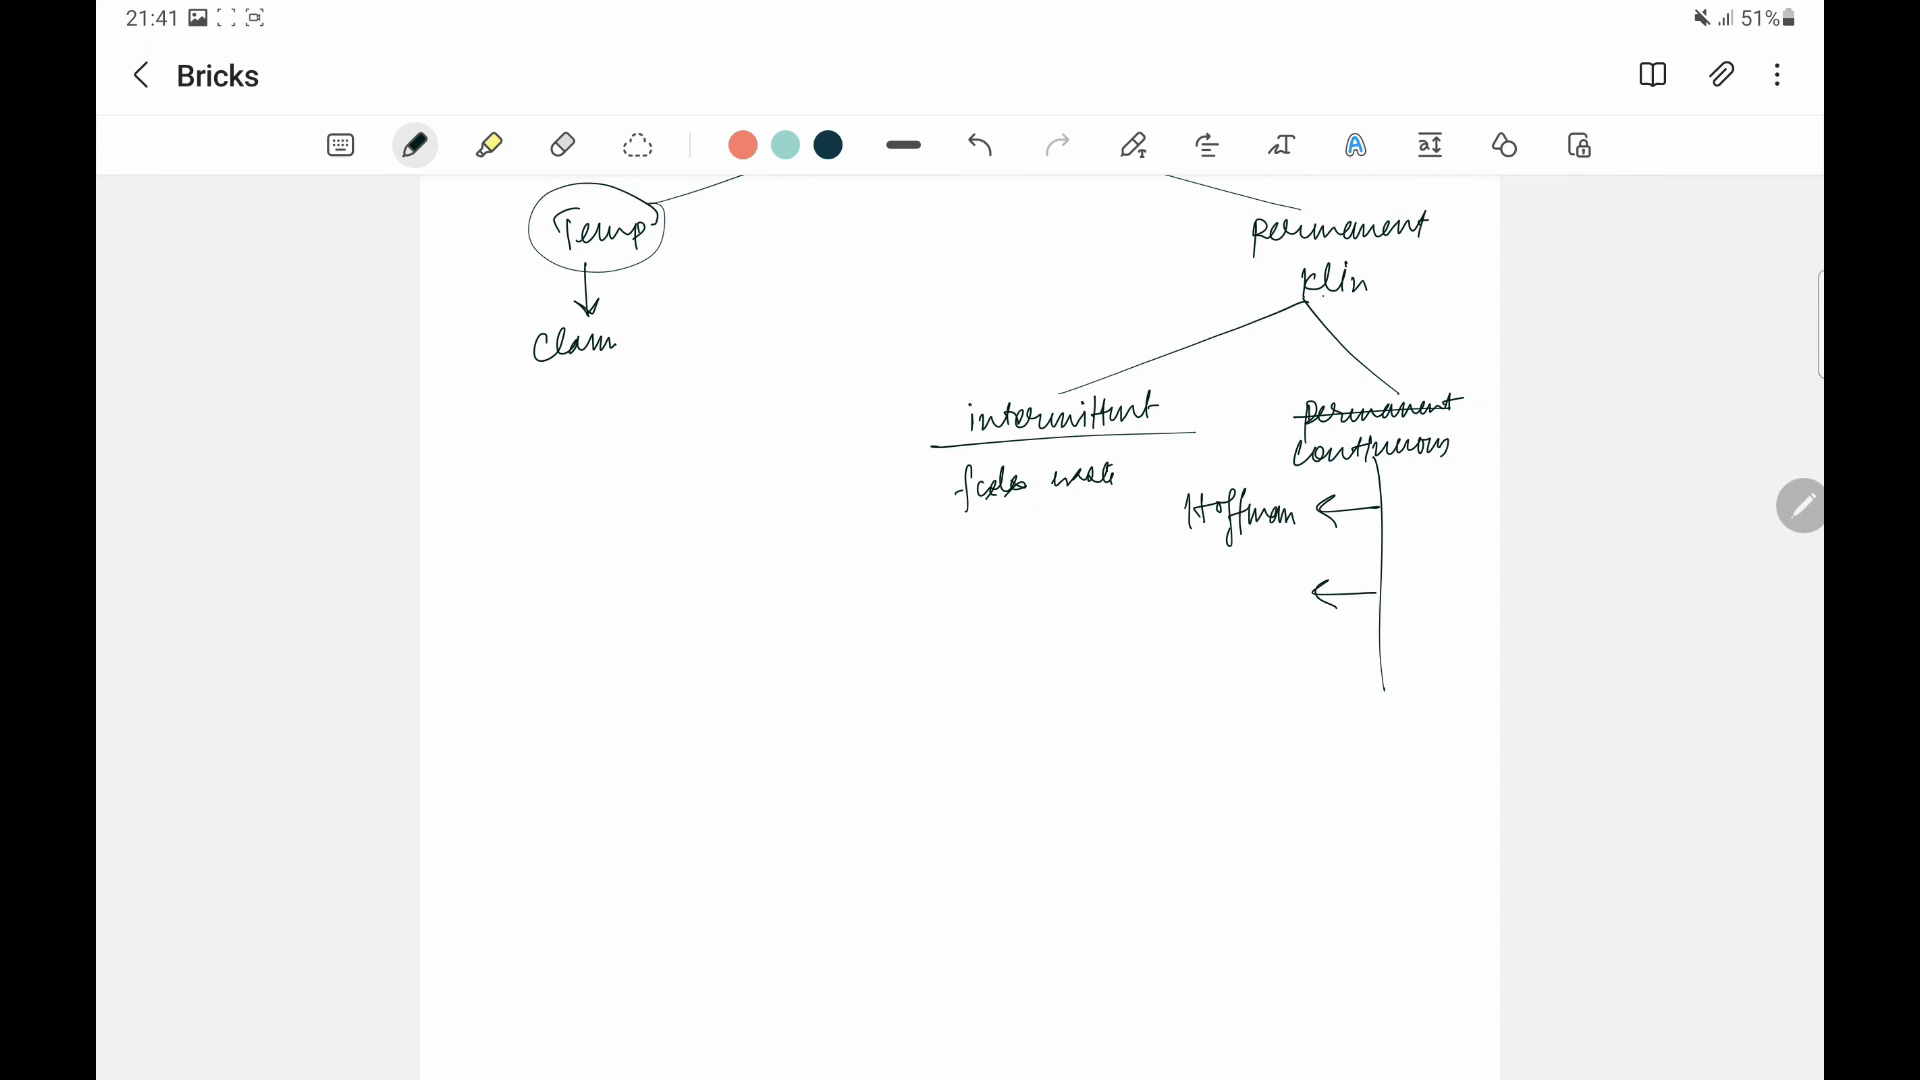 21:41
51%
Bricks
Temp
Clam
Permanent
Klin
intermittent
permanent
continuous
Hoffman